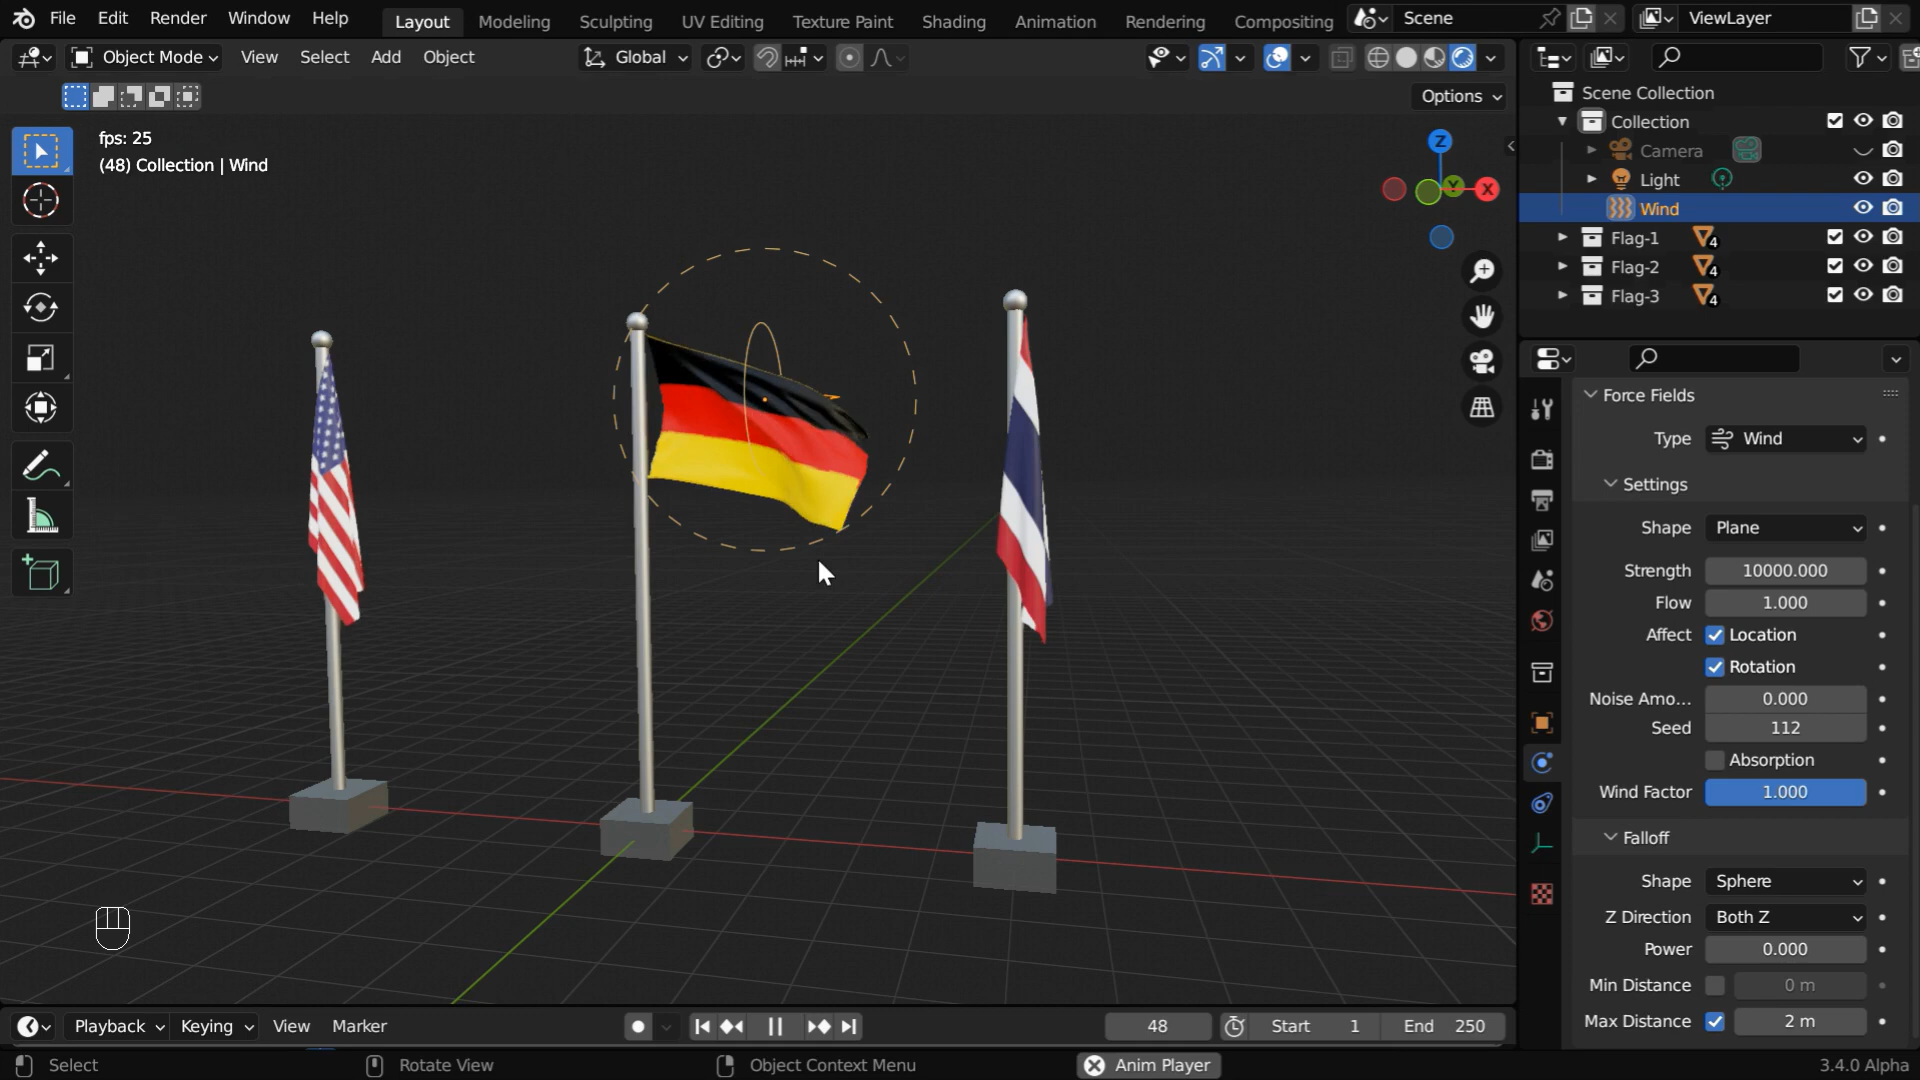 File Edit Render Window Help Layout Modeling Sculpting UV Editing Texture Paint Shading Animation Rendering Compositing Scene ViewLayer
Object Mode View Select Add Object Global
Options
fps: 25
(48) Collection | Wind
Z
Y
X
Scene Collection
Collection
Camera
Light
Wind
Flag-1 4
Flag-2 4
Flag-3 4
Force Fields
Type Wind
Settings
Shape Plane
Strength 10000.000
Flow 1.000
Affect Location
Rotation
Noise Amo... 0.000
Seed 112
Absorption
Wind Factor 1.000
Falloff
Shape Sphere
Z Direction Both Z
Power 0.000
Min Distance 0 m
Max Distance 2 m
Playback Keying View Marker 48 Start 1 End 250
Select Rotate View Object Context Menu Anim Player 3.4.0 Alpha